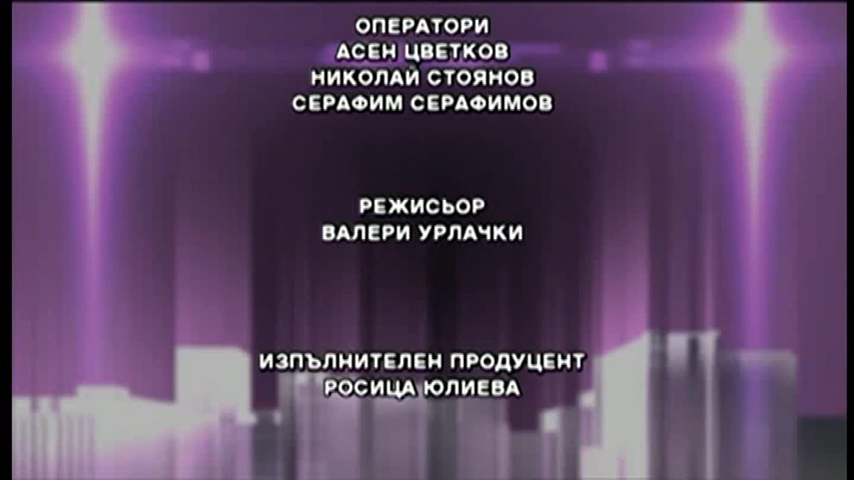 ОПЕРАТОРИ
АСЕН ЦВЕТКОВ
НИКОЛАЙ СТОЯНОВ
СЕРАФИМ СЕРАФИМОВ
РЕЖИСЬОР
ВАЛЕРИ УРЛАЧКИ
ИЗПЪЛНИТЕЛЕН ПРОДУЦЕНТ
РОСИЦА ЮЛИЕВА